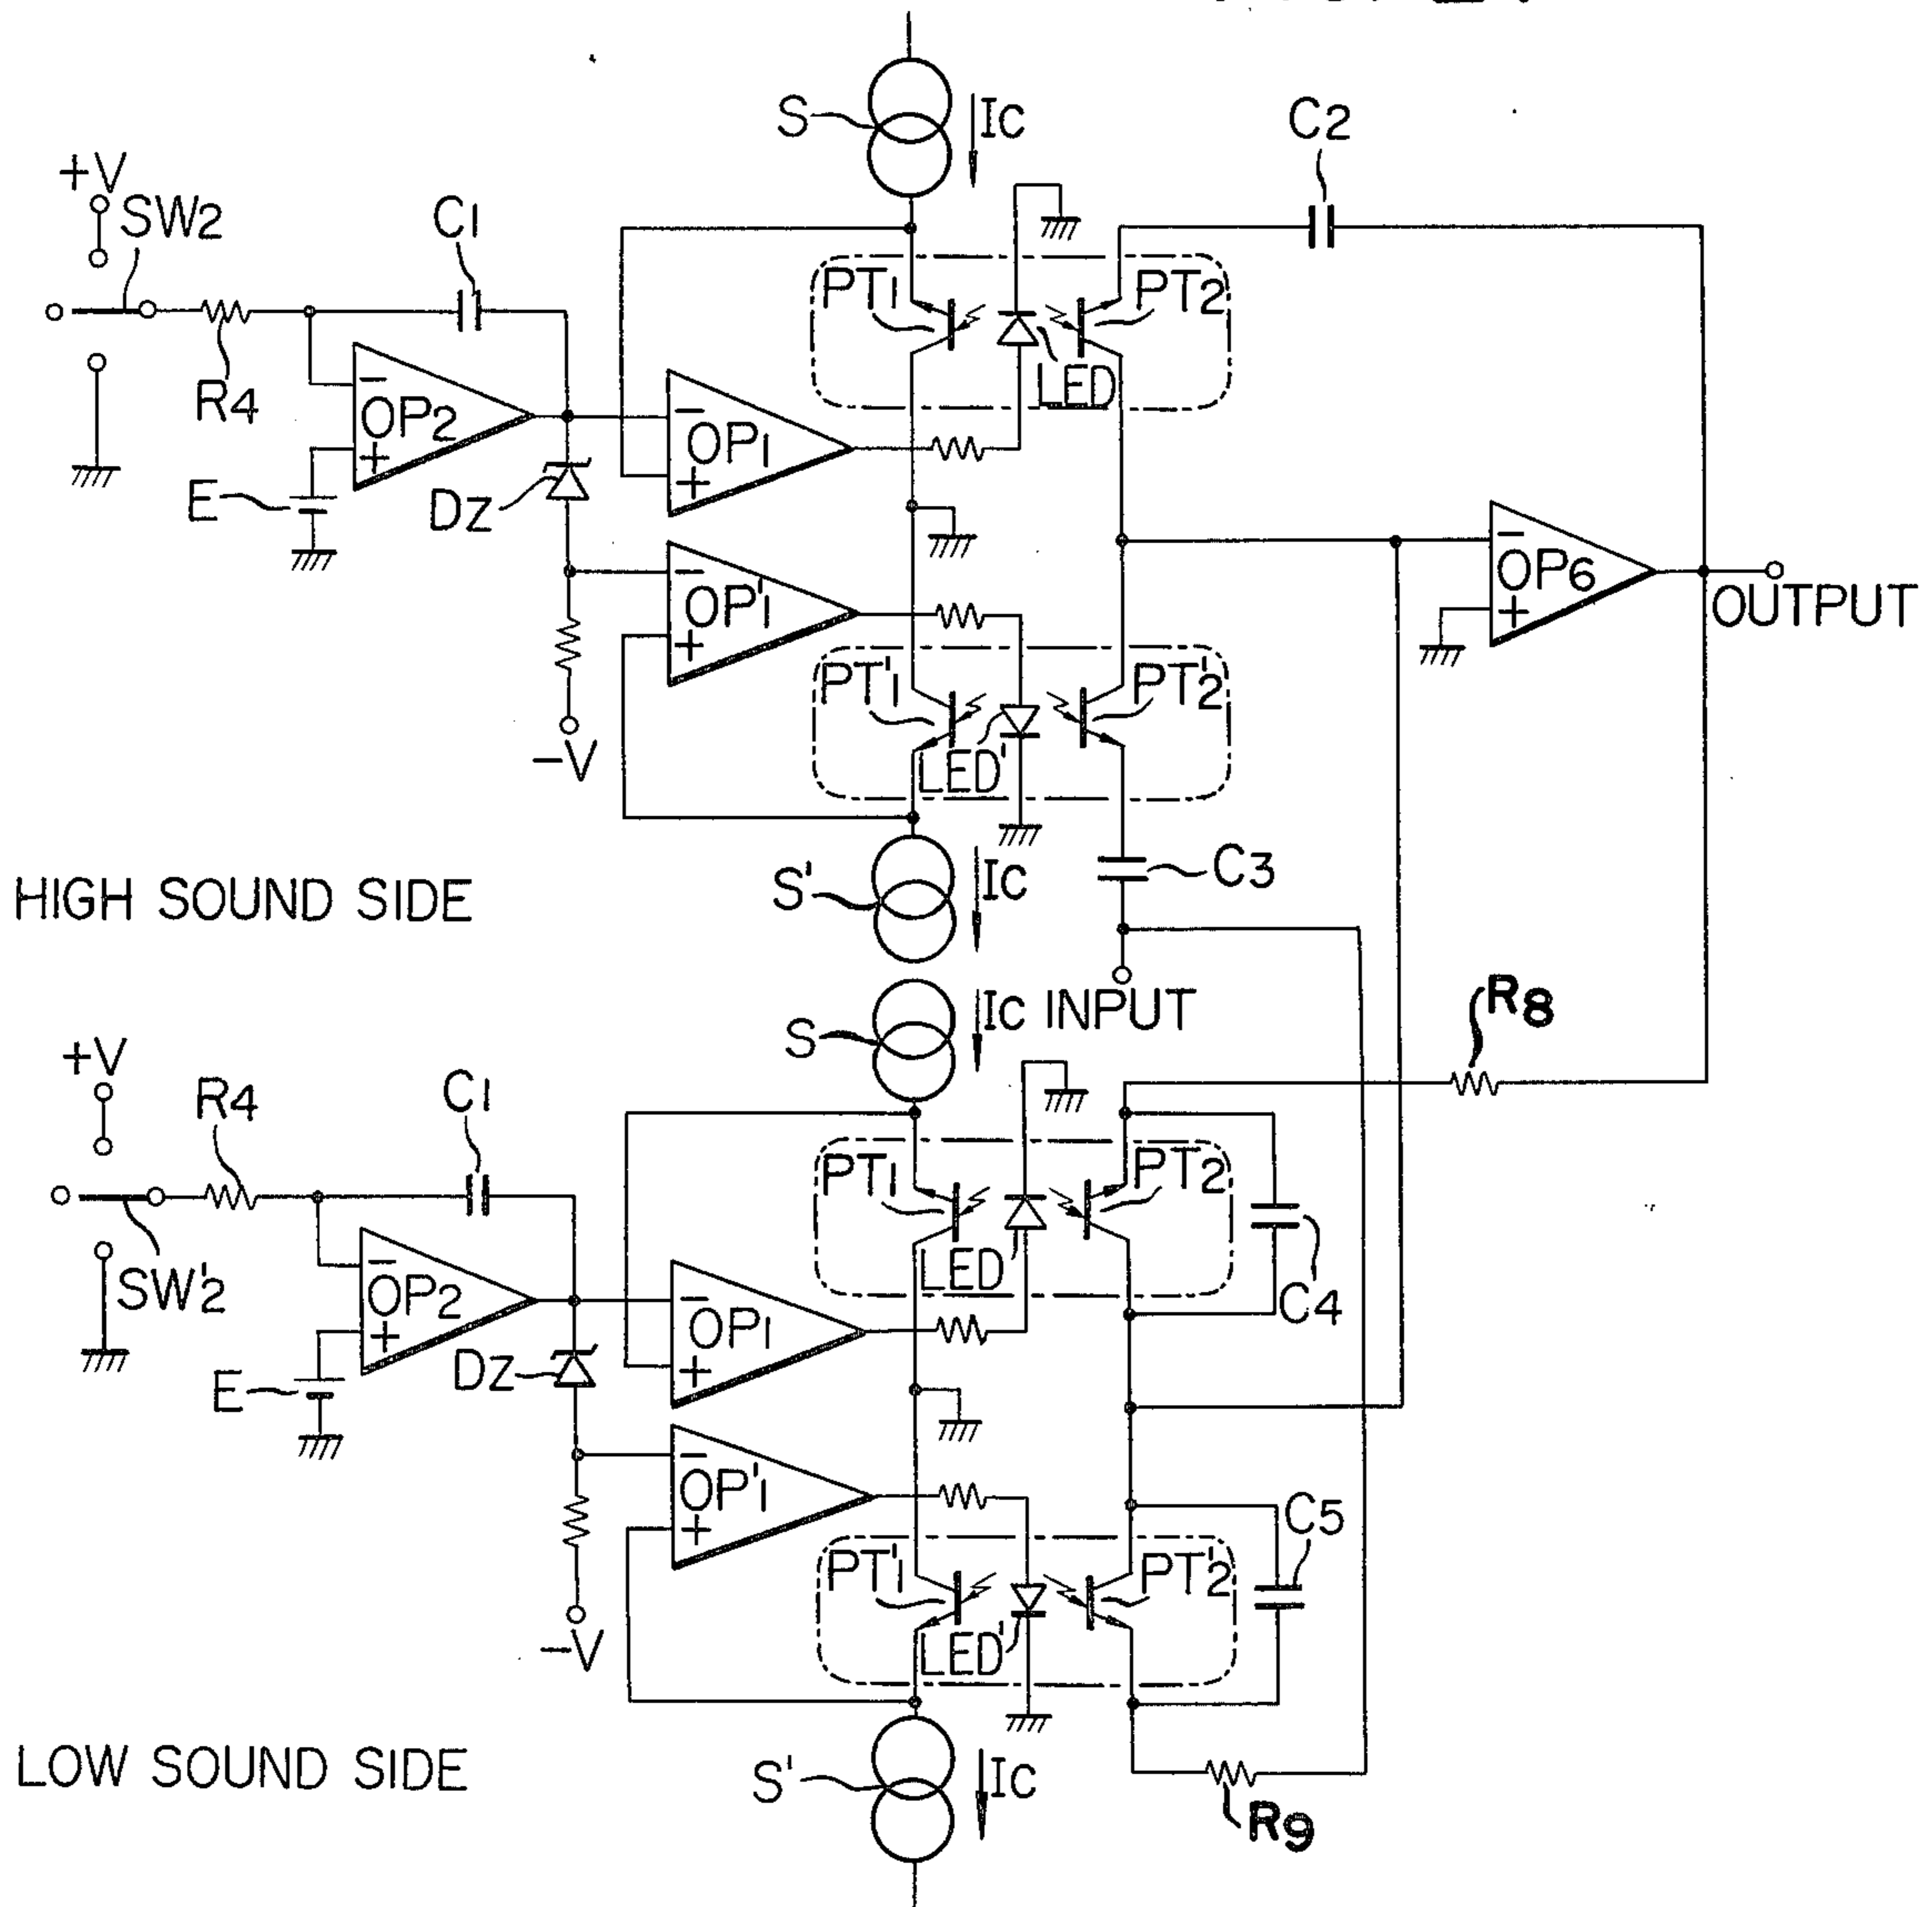 S
IC
C2
+V
SW2
C1
PT1
PT2
R4
LED
OP2
OP1
E
DZ
OP6
OUTPUT
OP'1
PT'1
PT'2
LED'
-V
S'
IC
C3
HIGH SOUND SIDE
IC
INPUT
R8
S
+V
R4
C1
PT1
PT2
SW'2
LED
C4
OP2
OP1
DZ
E
OP'1
C5
PT'1
PT'2
LED'
-V
LOW SOUND SIDE
S'
IC
R9